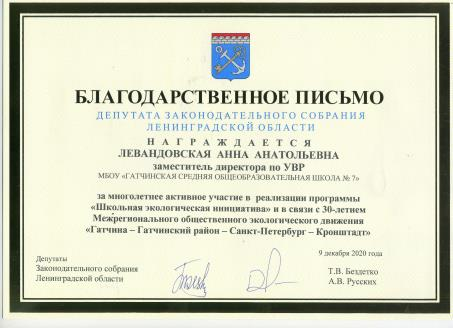 БЛАГОДАРСТВЕННОЕ ПИСЬМО
ДЕПУТАТА ЗАКОНОДАТЕЛЬНОГО СОБРАНИЯ
ЛЕНИНГРАДСКОЙ ОБЛАСТИ
НАГРАЖДАЕТСЯ
ЛЕВАНДОВСКАЯ АННА АНАТОЛЬЕВНА
заместитель директора по УВР
МБОУ «ГАТЧИНСКАЯ СРЕДНЯЯ ОБЩЕОБРАЗОВАТЕЛЬНАЯ ШКОЛА № 7»
за многолетнее активное участие в реализации программы
«Школьная экологическая инициатива» и в связи с 30-летием
Межрегионального общественного экологического движения
«Гатчина – Гатчинский район – Санкт-Петербург – Кронштадт»
Депутаты
Законодательного собрания
Ленинградской области
9 декабря 2020 года
Т.В. Бездетко
А.В. Русских